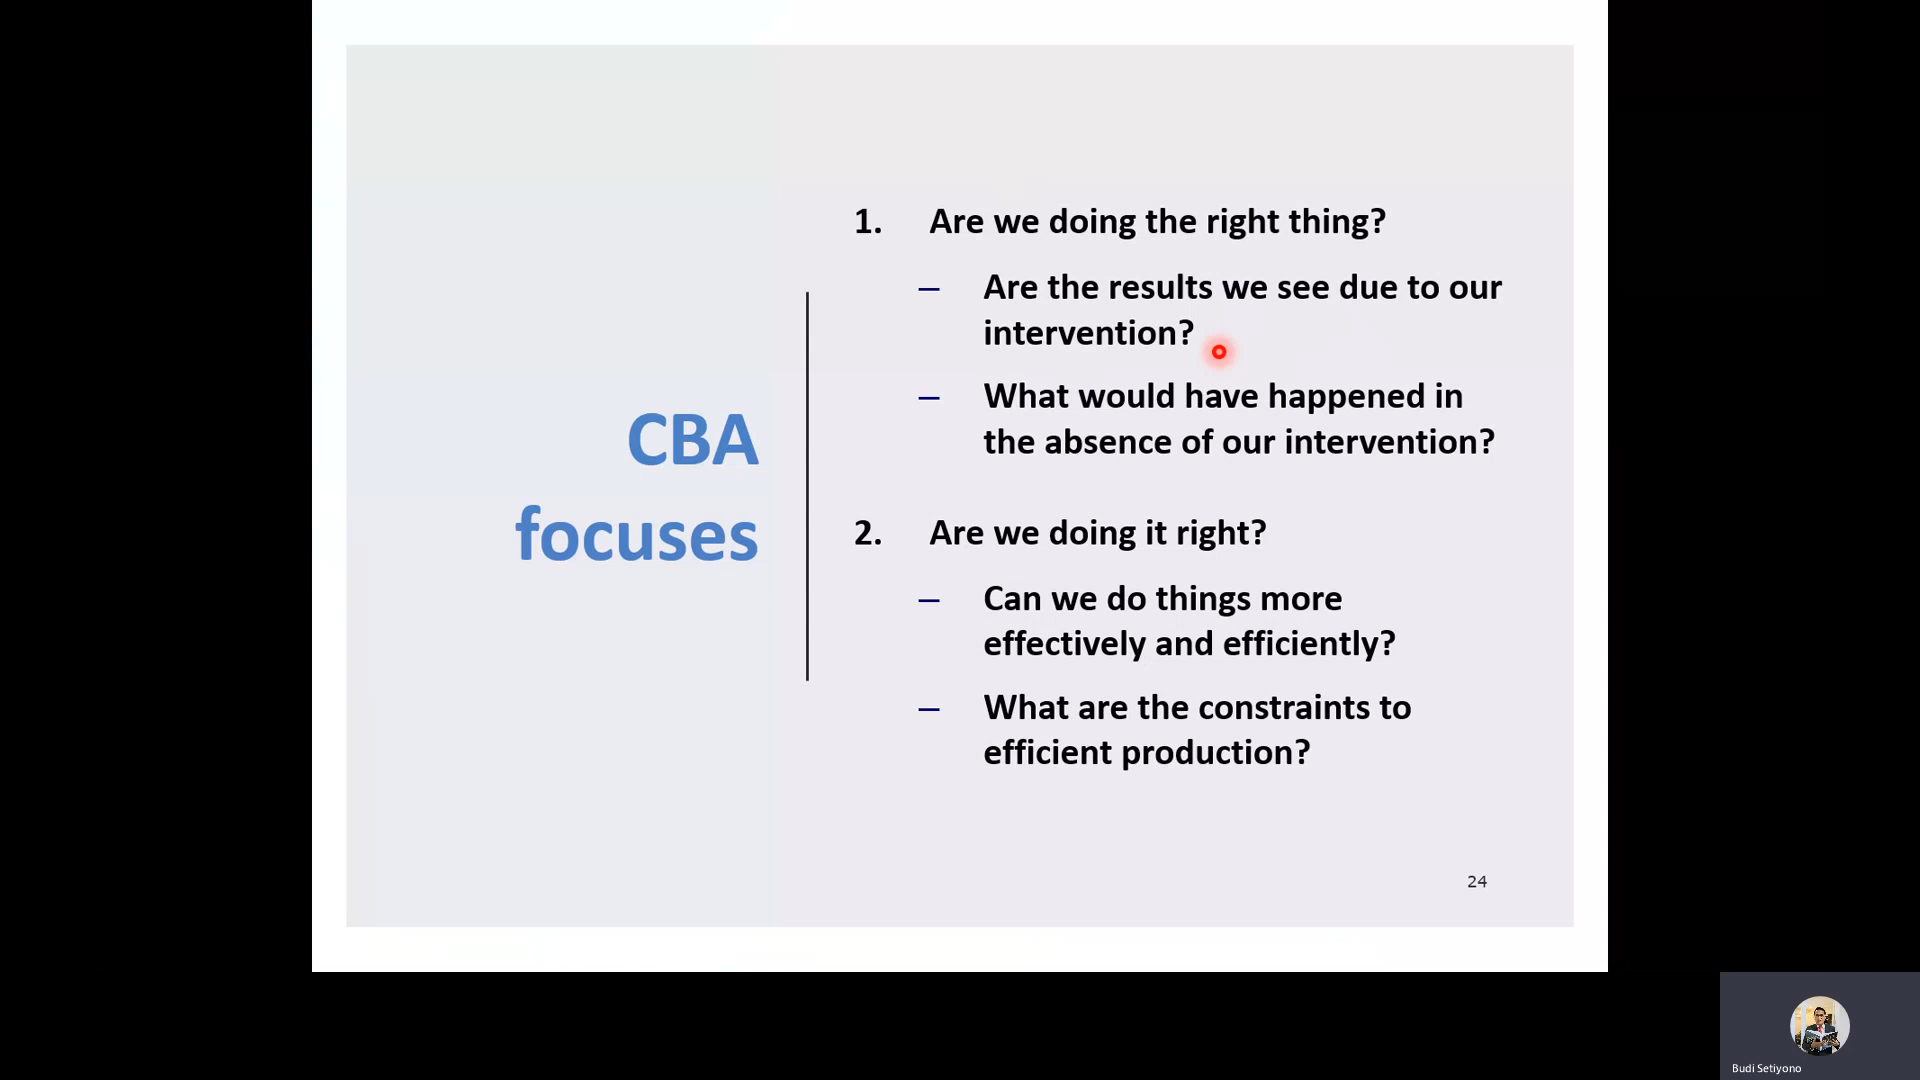 CBA
focuses
1. Are we doing the right thing?
– Are the results we see due to our
intervention?
– What would have happened in
the absence of our intervention?
2. Are we doing it right?
– Can we do things more
effectively and efficiently?
– What are the constraints to
efficient production?
24
Budi Setiyono